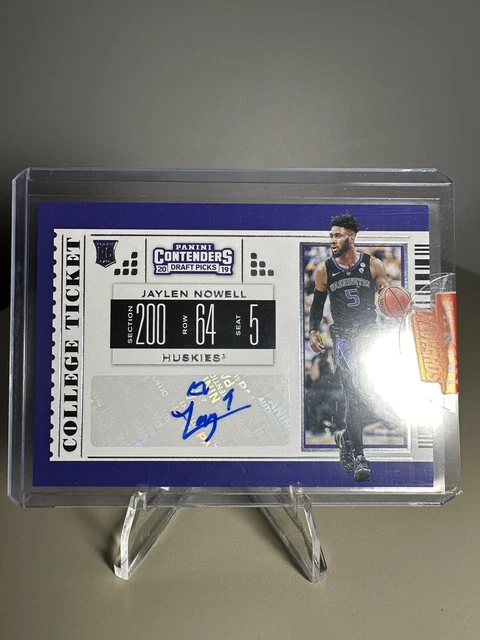 COLLEGE TICKET
PANINI
CONTENDERS
20 DRAFT PICKS 19
JAYLEN NOWELL
SECTION 200 ROW 64 SEAT 5
HUSKIES
WASHINGTON
5
PANINI